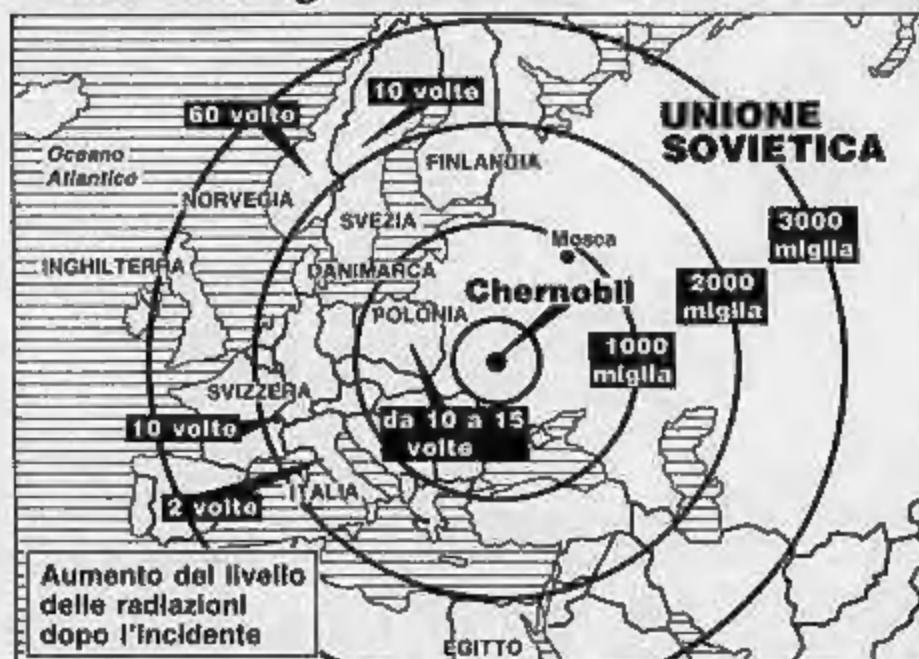 60 volte
10 volte
UNIONE
SOVIETICA
Oceano
Atlantico
FINLANDIA
NORVEGIA
SVEZIA
3000
miglia
Mosca
INGHILTERRA
DANIMARCA
Chernobil
2000
miglia
POLONIA
1000
miglia
SVIZZERA
10 volte
da 10 a 15
volte
ITALIA
2 volte
Aumento del livello
delle radiazioni
dopo l'incidente
EGITTO